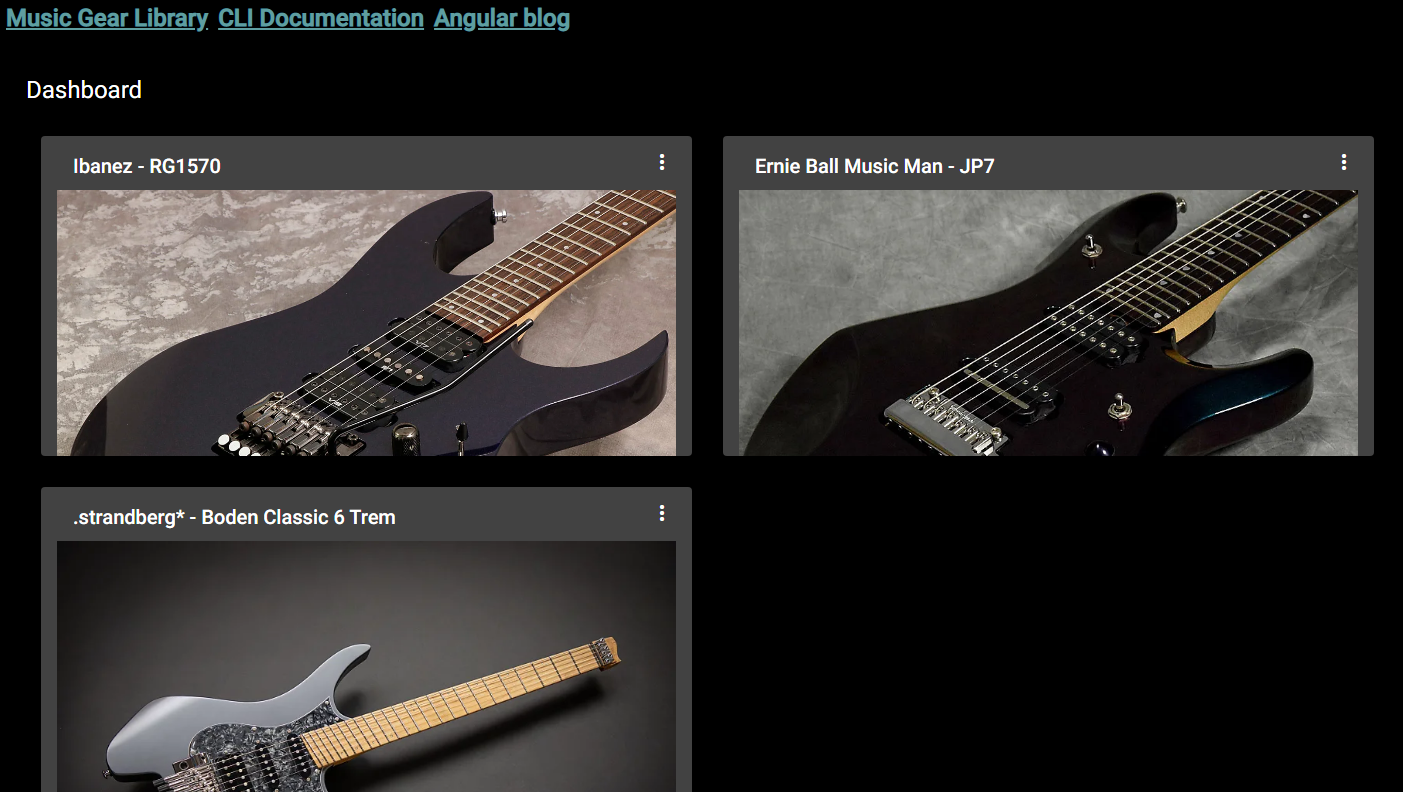 Music Gear Library CLI Documentation Angular blog
Dashboard
Ibanez - RG1570
Ernie Ball Music Man - JP7
.strandberg* - Boden Classic 6 Trem